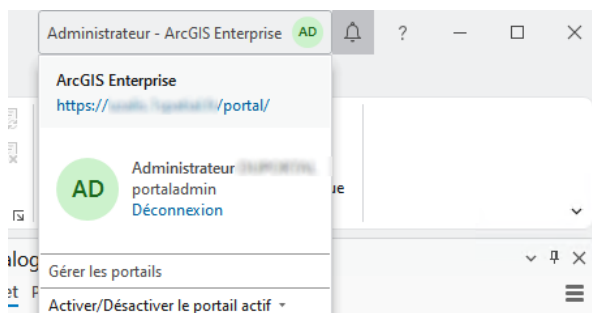 Administrateur - ArcGIS Enterprise AD ?
ArcGIS Enterprise
https:// /portal/
AD
Administrateur
portaladmin
ue
Déconnexion
alog
Gérer les portails
et P
Activer/Désactiver le portail actif